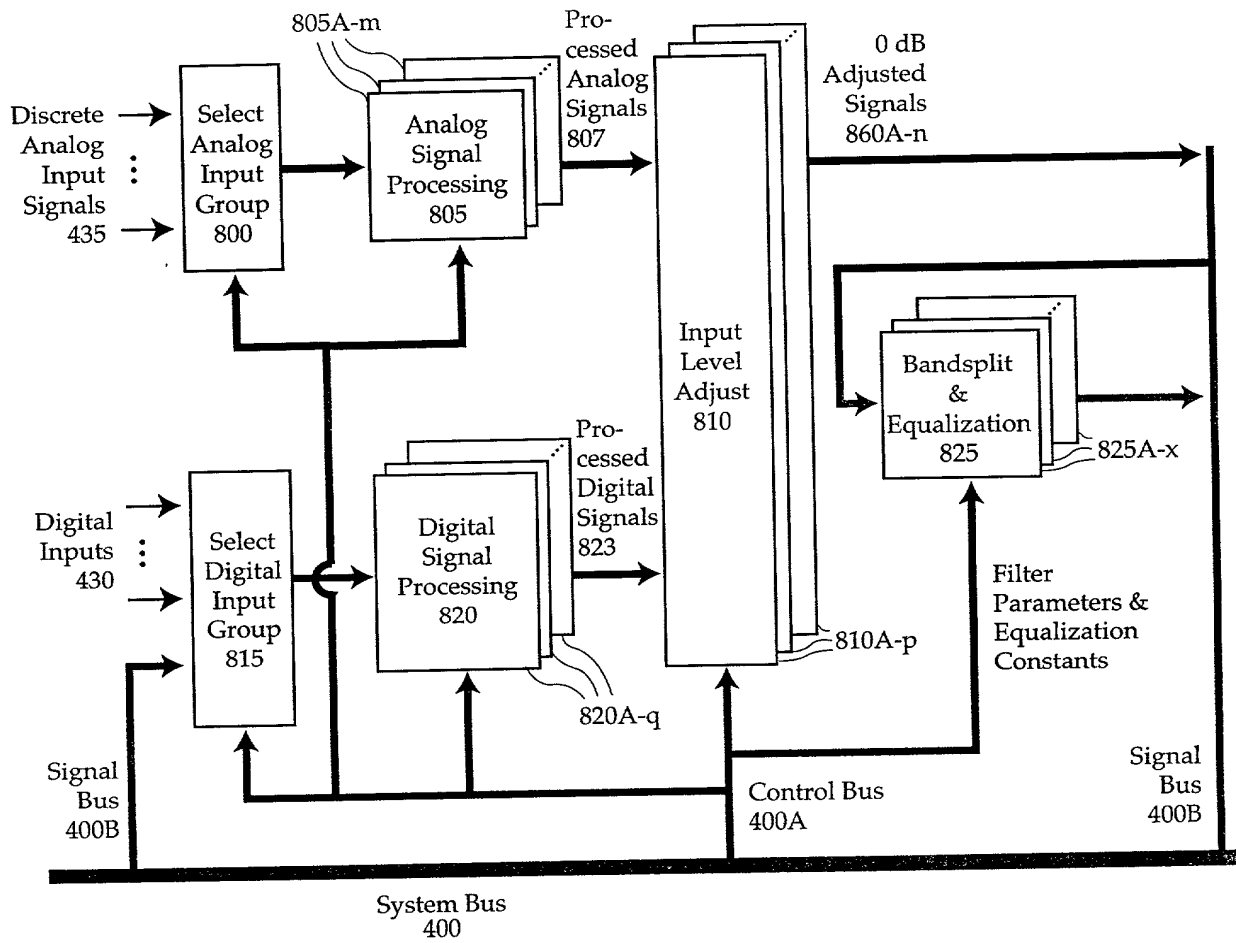 805A-m
Pro-
cessed
Analog
Signals
807
0 dB
Adjusted
Signals
860A-n
Discrete
Analog
Input
Signals
435
Select
Analog
Input
Group
800
Analog
Signal
Processing
805
Input
Level
Adjust
810
Bandsplit
&
Equalization
825
825A-x
Digital
Inputs
430
Select
Digital
Input
Group
815
Digital
Signal
Processing
820
Pro-
cessed
Digital
Signals
823
820A-q
810A-p
Filter
Parameters &
Equalization
Constants
Signal
Bus
400B
Control Bus
400A
Signal
Bus
400B
System Bus
400